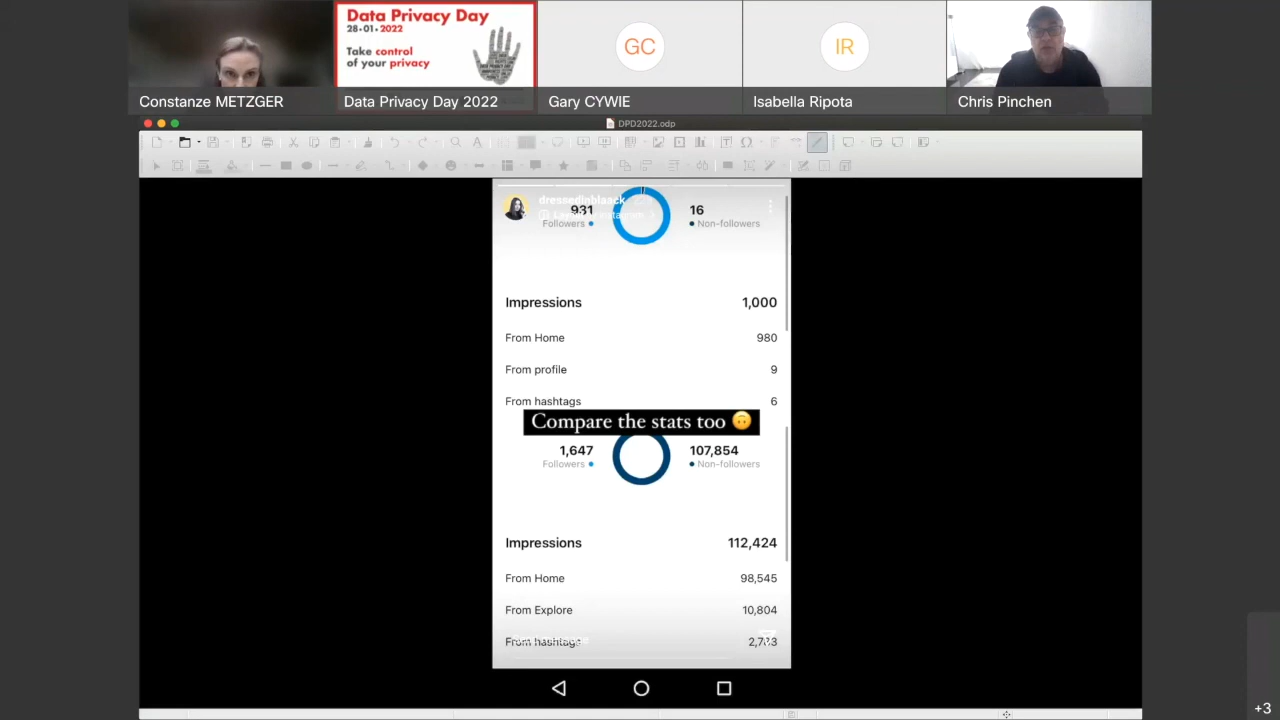 Data Privacy Day
28·01·2022
Take control
of your privacy
GC
IR
Constanze METZGER
Data Privacy Day 2022
Gary CYWIE
Isabella Ripota
Chris Pinchen
DPD2022.odp
dressedinblaack
931
16
Followers
Non-followers
Impressions 1,000
From Home 980
From profile 9
From hashtags 6
Compare the stats too 🙃
1,647
107,854
Followers
Non-followers
Impressions 112,424
From Home 98,545
From Explore 10,804
From hashtags
+3